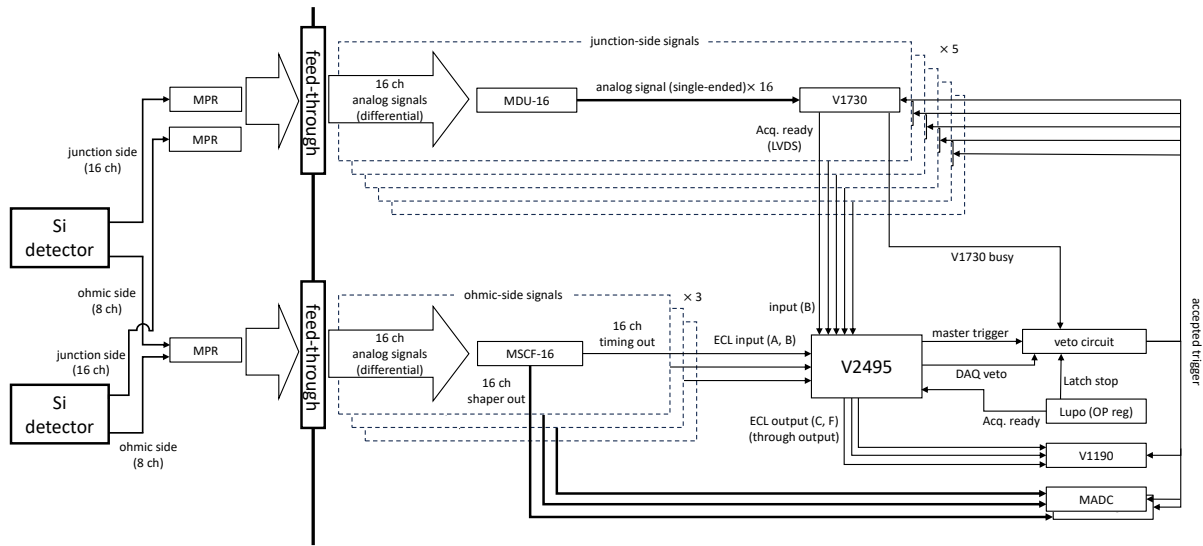 junction-side signals
× 5
feed-through
16 ch
analog signals
(differential)
MPR
MDU-16
analog signal (single-ended)× 16
V1730
MPR
Acq. ready
(LVDS)
junction side
(16 ch)
Si
detector
V1730 busy
ohmic side
(8 ch)
ohmic-side signals
× 3
input (B)
accepted trigger
feed-through
16 ch
analog signals
(differential)
16 ch
timing out
ECL input (A, B)
master trigger
veto circuit
MPR
MSCF-16
V2495
junction side
(16 ch)
DAQ veto
16 ch
shaper out
Latch stop
Si
detector
Lupo (OP reg)
Acq. ready
ECL output (C, F)
(through output)
ohmic side
(8 ch)
V1190
MADC